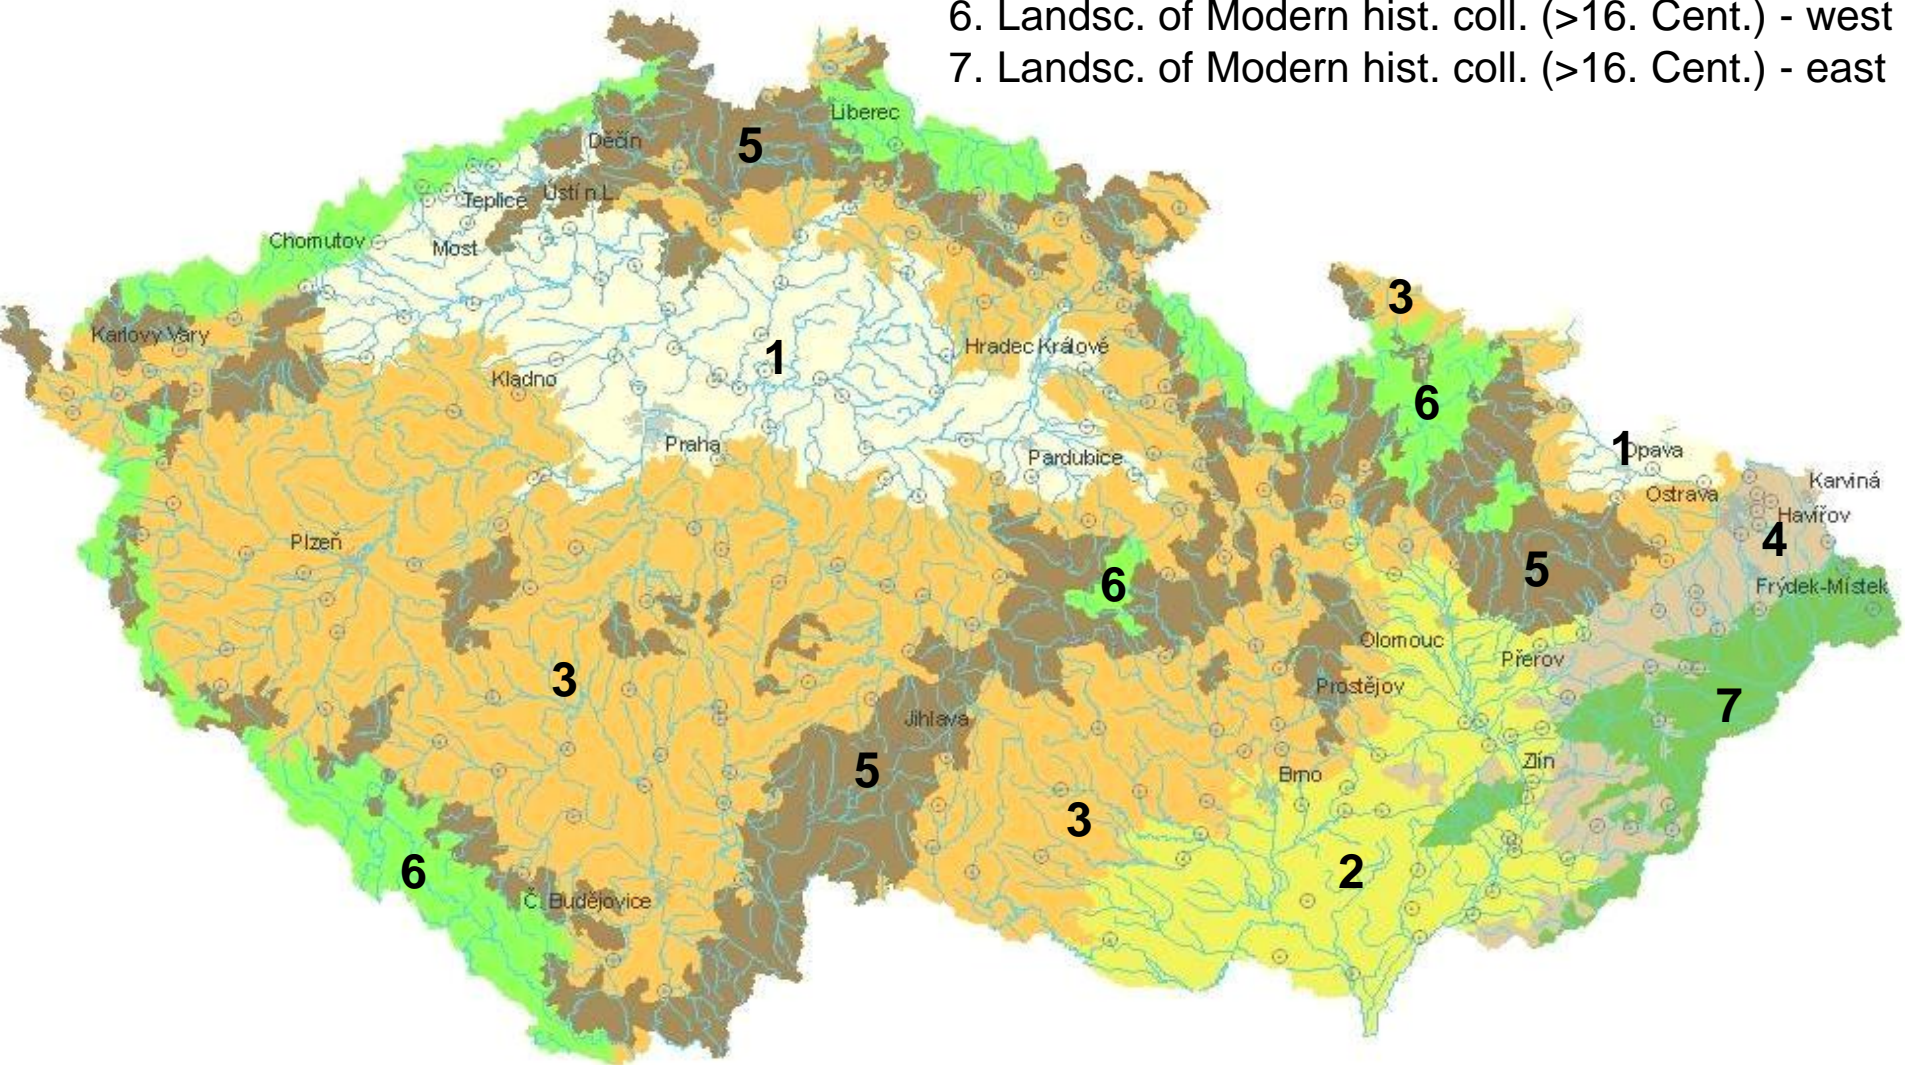 6. Landsc. of Modern hist. coll. (>16. Cent.) - west
7. Landsc. of Modern hist. coll. (>16. Cent.) - east
Liberec
Děčín
5
Ústí n.L.
Teplice
Chomutov
Most
3
Karlovy Vary
Hradec Králové
1
Kladno
6
Praha
Pardubice
1
Opava
Karviná
Ostrava
Havířov
Plzeň
4
5
6
Frýdek-Místek
Olomouc
Přerov
3
Prostějov
7
Jihlava
Zlín
5
Brno
3
6
2
Č. Budějovice